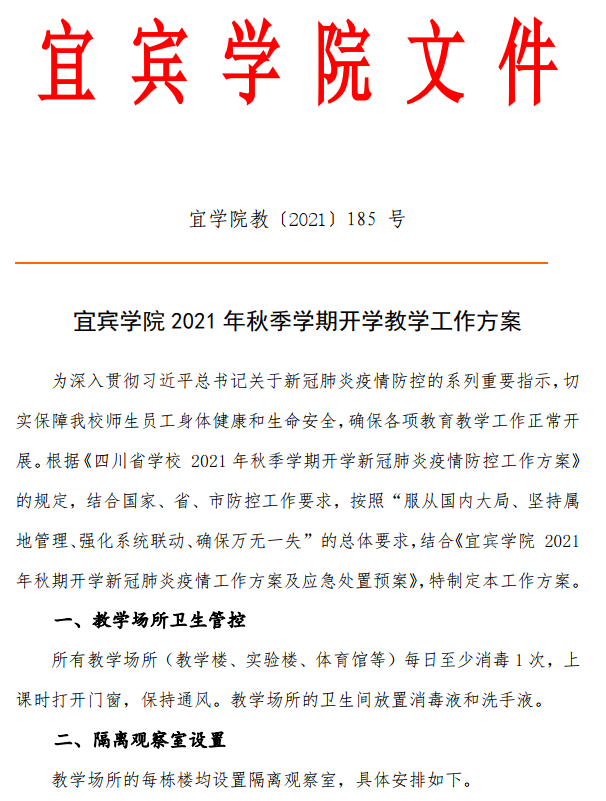 宜宾学院文件
宜学院教〔2021〕185 号
宜宾学院 2021 年秋季学期开学教学工作方案
为深入贯彻习近平总书记关于新冠肺炎疫情防控的系列重要指示，切
实保障我校师生员工身体健康和生命安全，确保各项教育教学工作正常开
展。根据《四川省学校 2021 年秋季学期开学新冠肺炎疫情防控工作方案》
的规定，结合国家、省、市防控工作要求，按照“服从国内大局、坚持属
地管理、强化系统联动、确保万无一失”的总体要求，结合《宜宾学院 2021
年秋期开学新冠肺炎疫情工作方案及应急处置预案》，特制定本工作方案。
一、教学场所卫生管控
所有教学场所（教学楼、实验楼、体育馆等）每日至少消毒 1 次，上
课时打开门窗，保持通风。教学场所的卫生间放置消毒液和洗手液。
二、隔离观察室设置
教学场所的每栋楼均设置隔离观察室，具体安排如下。